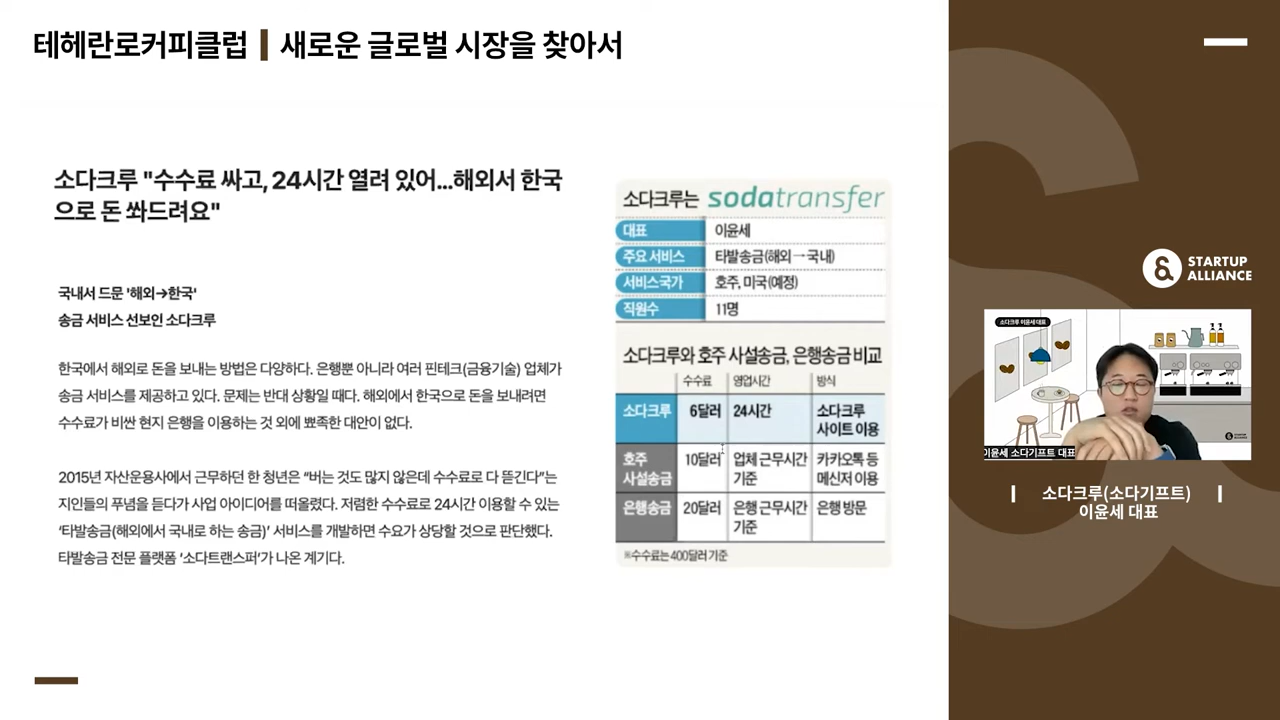 테헤란로커피클럽 | 새로운 글로벌 시장을 찾아서
소다크루 "수수료 싸고, 24시간 열려 있어...해외서 한국
으로 돈 쏴드려요"
국내서 드문 '해외→한국'
송금 서비스 선보인 소다크루
한국에서 해외로 돈을 보내는 방법은 다양하다. 은행뿐 아니라 여러 핀테크(금융기술) 업체가
송금 서비스를 제공하고 있다. 문제는 반대 상황일 때다. 해외에서 한국으로 돈을 보내려면
수수료가 비싼 현지 은행을 이용하는 것 외에 뾰족한 대안이 없다.
2015년 자산운용사에서 근무하던 한 청년은 “버는 것도 많지 않은데 수수료로 다 뜯긴다”는
지인들의 푸념을 듣다가 사업 아이디어를 떠올렸다. 저렴한 수수료로 24시간 이용할 수 있는
‘타발송금(해외에서 국내로 하는 송금)’ 서비스를 개발하면 수요가 상당할 것으로 판단했다.
타발송금 전문 플랫폼 ‘소다트랜스퍼’가 나온 계기다.
소다크루는 sodatransfer
대표 이윤세
주요 서비스 타발송금(해외→국내)
서비스국가 호주, 미국(예정)
직원수 11명
소다크루와 호주 사설송금, 은행송금 비교
수수료 영업시간 방식
소다크루 6달러 24시간 소다크루
사이트 이용
호주 10달러 업체 근무시간 카카오톡 등
사설송금 기준 메신저 이용
은행송금 20달러 은행 근무시간 은행 방문
기준
※수수료는 400달러 기준
STARTUP
ALLIANCE
소다크루 이윤세 대표
STARTUP
ALLIANCE
이윤세 소다기프트 대표
| 소다크루(소다기프트) |
이윤세 대표